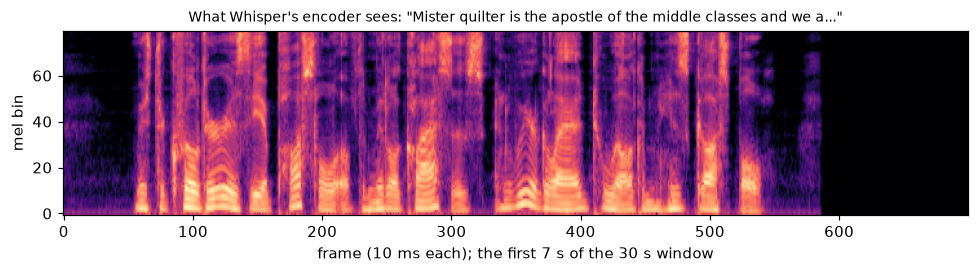 What Whisper's encoder sees: "Mister quilter is the apostle of the middle classes and we a..."
mel bin
60
40
20
0
0 100 200 300 400 500 600
frame (10 ms each); the first 7 s of the 30 s window